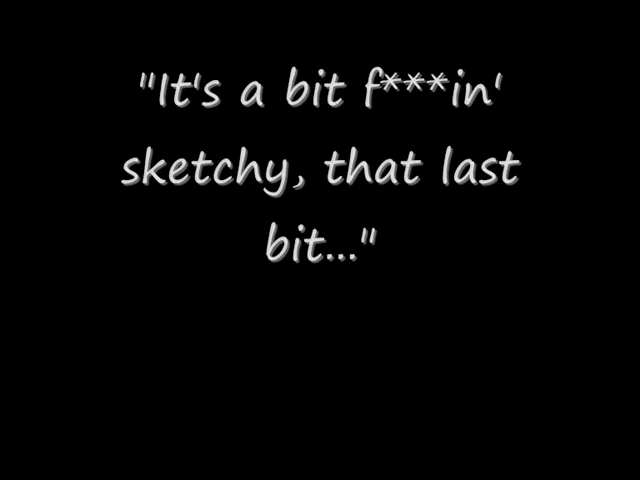 "It's a bit f***in'
sketchy, that last
bit..."